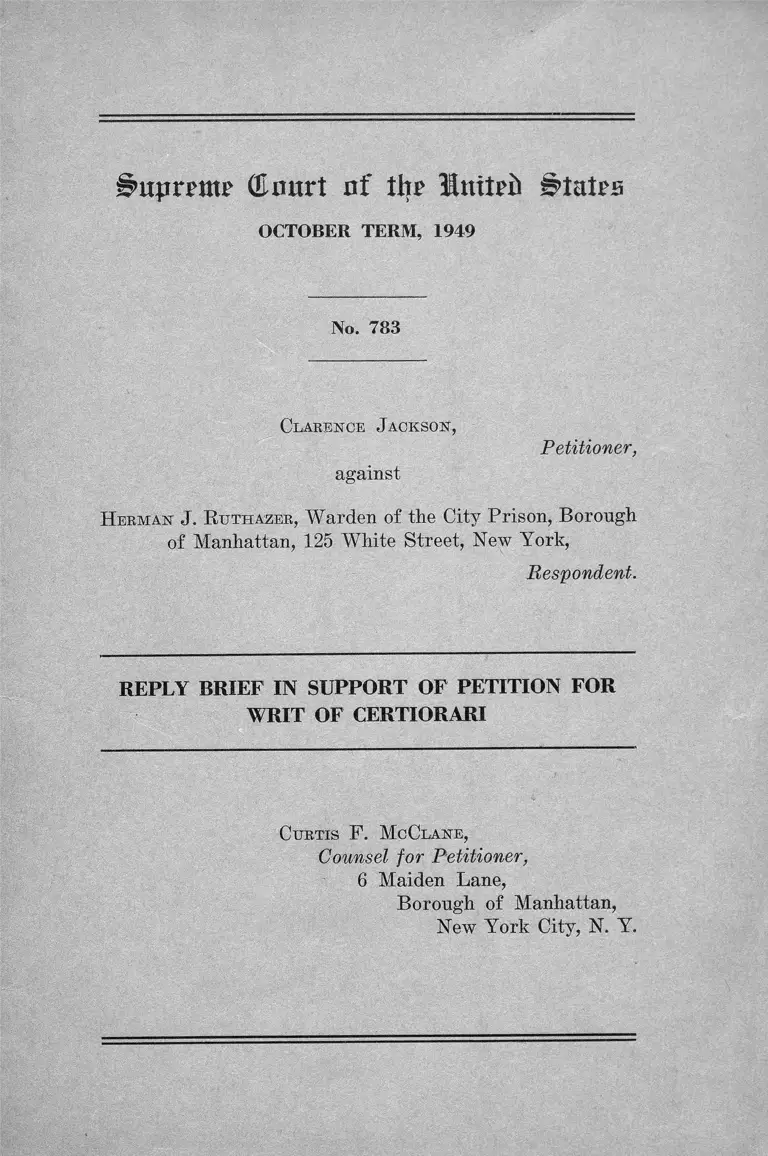 Supreme Court of the United States
OCTOBER TERM, 1949
No. 783
CLARENCE JACKSON,
Petitioner,
against
HERMAN J. RUTHAZER, Warden of the City Prison, Borough
of Manhattan, 125 White Street, New York,
Respondent.
REPLY BRIEF IN SUPPORT OF PETITION FOR
WRIT OF CERTIORARI
CURTIS F. MCCLANE,
Counsel for Petitioner,
6 Maiden Lane,
Borough of Manhattan,
New York City, N. Y.